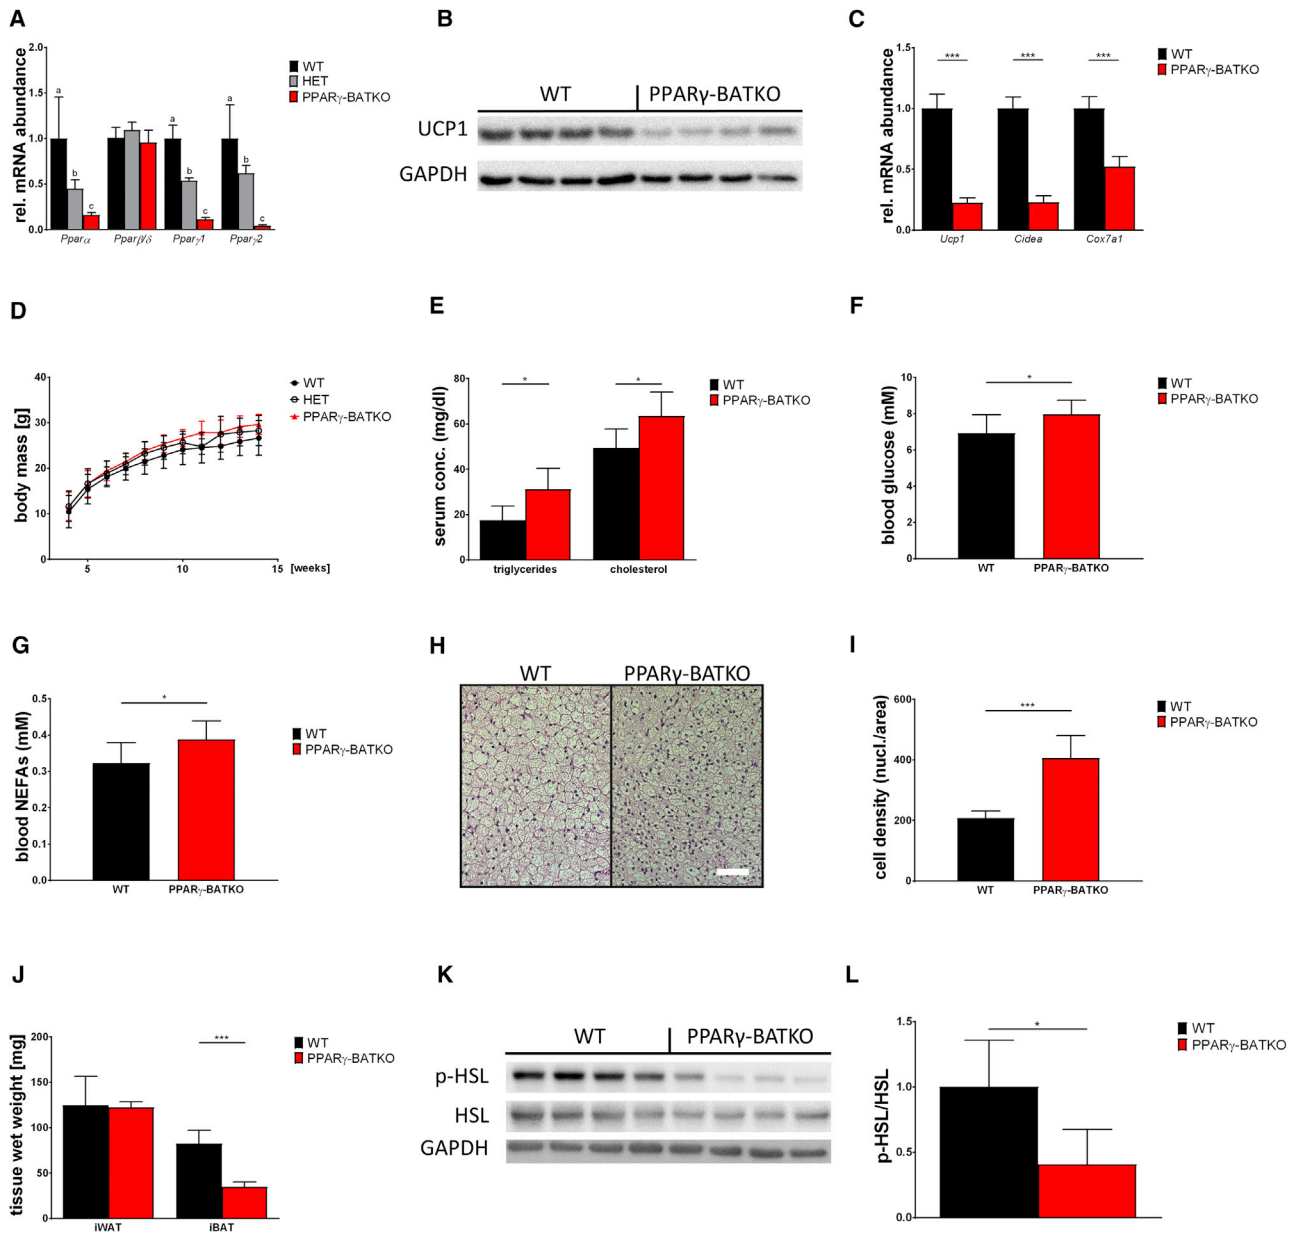 A
rel. mRNA abundance
2.0
1.5
1.0
0.5
0.0
a
b
c
a
b
c
a
b
c
Pparα
Pparβ/δ
Pparγ1
Pparγ2
WT
HET
PPARγ-BATKO
B
WT
PPARγ-BATKO
UCP1
GAPDH
C
rel. mRNA abundance
1.5
1.0
0.5
0.0
***
***
***
Ucp1
Cidea
Cox7a1
WT
PPARγ-BATKO
D
body mass [g]
40
30
20
10
0
5
10
15
[weeks]
WT
HET
PPARγ-BATKO
E
serum conc. (mg/dl)
80
60
40
20
0
*
*
triglycerides
cholesterol
WT
PPARγ-BATKO
F
blood glucose (mM)
10
8
6
4
2
0
*
WT
PPARγ-BATKO
WT
PPARγ-BATKO
G
blood NEFAs (mM)
0.5
0.4
0.3
0.2
0.1
0.0
*
WT
PPARγ-BATKO
WT
PPARγ-BATKO
H
WT
PPARγ-BATKO
I
cell density (nucl./area)
600
400
200
0
***
WT
PPARγ-BATKO
WT
PPARγ-BATKO
J
tissue wet weight [mg]
200
150
100
50
0
***
iWAT
iBAT
WT
PPARγ-BATKO
K
WT
PPARγ-BATKO
p-HSL
HSL
GAPDH
L
p-HSL/HSL
1.5
1.0
0.5
0.0
*
WT
PPARγ-BATKO